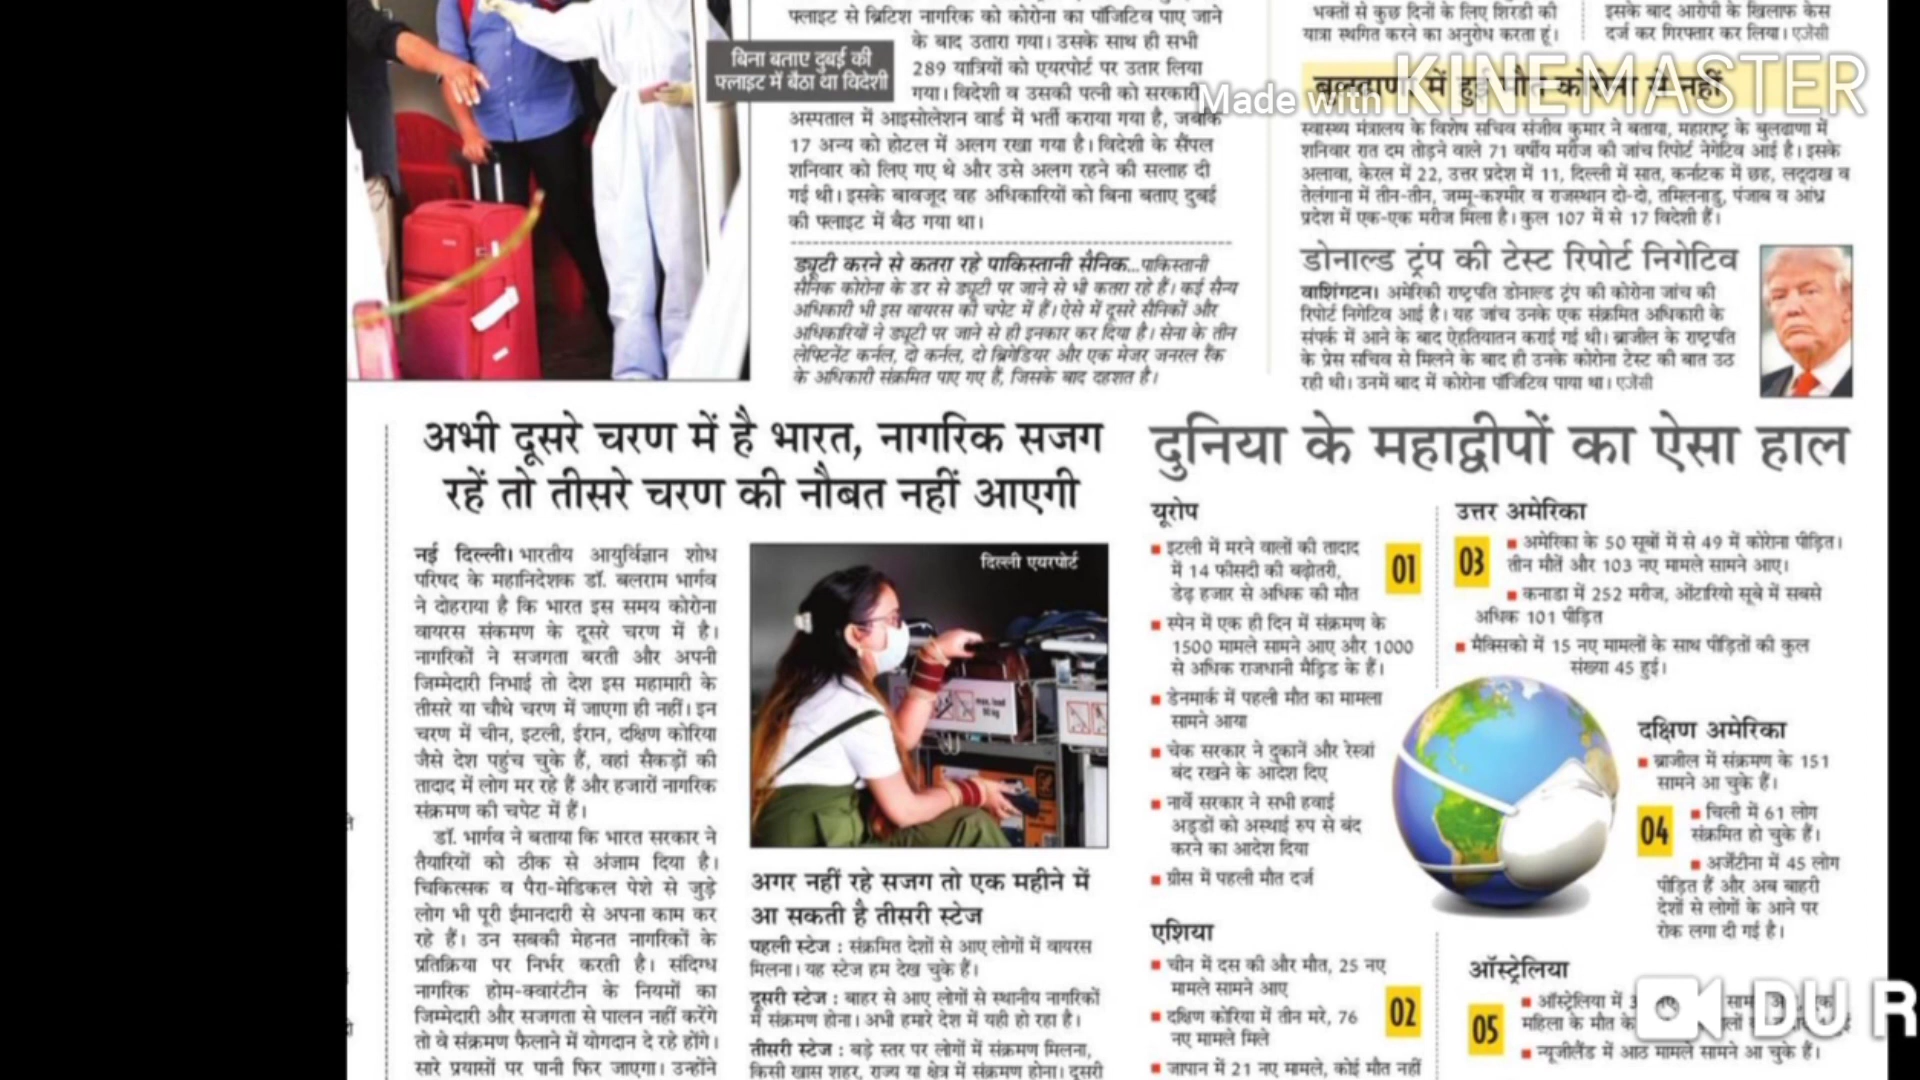 फ्लाइट से ब्रिटिश नागरिक को कोरोना का पॉजिटिव पाए जाने
के बाद उतारा गया। उसके साथ ही सभी
289 यात्रियों को एयरपोर्ट पर उतार लिया
गया। विदेशी व उसकी पत्नी को सरकारी
अस्पताल में आइसोलेशन वार्ड में भर्ती कराया गया है, जबकि
17 अन्य को होटल में अलग रखा गया है। विदेशी के सैंपल
शनिवार को लिए गए थे और उसे अलग रहने की सलाह दी
गई थी। इसके बावजूद वह अधिकारियों को बिना बताए दुबई
की फ्लाइट में बैठ गया था।
बिना बताए दुबई की
फ्लाइट में बैठा था विदेशी
ड्यूटी करने से कतरा रहे पाकिस्तानी सैनिक...पाकिस्तानी
सैनिक कोरोना के डर से ड्यूटी पर जाने से भी कतरा रहे हैं। कई सैन्य
अधिकारी भी इस वायरस की चपेट में हैं। ऐसे में दूसरे सैनिकों और
अधिकारियों ने ड्यूटी पर जाने से ही इनकार कर दिया है। सेना के तीन
लेफ्टिनेंट कर्नल, दो कर्नल, दो ब्रिगेडियर और एक मेजर जनरल रैंक
के अधिकारी संक्रमित पाए गए हैं, जिसके बाद दहशत है।
भक्तों से कुछ दिनों के लिए शिरडी की
यात्रा स्थगित करने का अनुरोध करता हूं।
इसके बाद आरोपी के खिलाफ केस
दर्ज कर गिरफ्तार कर लिया। एजेंसी
Made with KINEMASTER
बुलढाणा में हुई मौत कोरोना से नहीं
स्वास्थ्य मंत्रालय के विशेष सचिव संजीव कुमार ने बताया, महाराष्ट्र के बुलढाणा में
शनिवार रात दम तोड़ने वाले 71 वर्षीय मरीज की जांच रिपोर्ट नेगेटिव आई है। इसके
अलावा, केरल में 22, उत्तर प्रदेश में 11, दिल्ली में सात, कर्नाटक में छह, लद्दाख व
तेलंगाना में तीन-तीन, जम्मू-कश्मीर व राजस्थान दो-दो, तमिलनाडु, पंजाब व आंध्र
प्रदेश में एक-एक मरीज मिला है। कुल 107 में से 17 विदेशी हैं।
डोनाल्ड ट्रंप की टेस्ट रिपोर्ट निगेटिव
वाशिंगटन। अमेरिकी राष्ट्रपति डोनाल्ड ट्रंप की कोरोना जांच की
रिपोर्ट निगेटिव आई है। यह जांच उनके एक संक्रमित अधिकारी के
संपर्क में आने के बाद ऐहतियातन कराई गई थी। ब्राजील के राष्ट्रपति
के प्रेस सचिव से मिलने के बाद ही उनके कोरोना टेस्ट की बात उठ
रही थी। उनमें बाद में कोरोना पॉजिटिव पाया था। एजेंसी
अभी दूसरे चरण में है भारत, नागरिक सजग
रहें तो तीसरे चरण की नौबत नहीं आएगी
नई दिल्ली। भारतीय आयुर्विज्ञान शोध
परिषद के महानिदेशक डॉ. बलराम भार्गव
ने दोहराया है कि भारत इस समय कोरोना
वायरस संकमण के दूसरे चरण में है।
नागरिकों ने सजगता बरती और अपनी
जिम्मेदारी निभाई तो देश इस महामारी के
तीसरे या चौथे चरण में जाएगा ही नहीं। इन
चरण में चीन, इटली, ईरान, दक्षिण कोरिया
जैसे देश पहुंच चुके हैं, वहां सैकड़ों की
तादाद में लोग मर रहे हैं और हजारों नागरिक
संक्रमण की चपेट में हैं।
डॉ. भार्गव ने बताया कि भारत सरकार ने
तैयारियों को ठीक से अंजाम दिया है।
चिकित्सक व पैरा-मेडिकल पेशे से जुड़े
लोग भी पूरी ईमानदारी से अपना काम कर
रहे हैं। उन सबकी मेहनत नागरिकों के
प्रतिक्रिया पर निर्भर करती है। संदिग्ध
नागरिक होम-क्वारंटीन के नियमों का
जिम्मेदारी और सजगता से पालन नहीं करेंगे
तो वे संक्रमण फैलाने में योगदान दे रहे होंगे।
सारे प्रयासों पर पानी फिर जाएगा। उन्होंने
दिल्ली एयरपोर्ट
max. load
अगर नहीं रहे सजग तो एक महीने में
आ सकती है तीसरी स्टेज
पहली स्टेज : संक्रमित देशों से आए लोगों में वायरस
मिलना। यह स्टेज हम देख चुके हैं।
दूसरी स्टेज : बाहर से आए लोगों से स्थानीय नागरिकों
में संक्रमण होना। अभी हमारे देश में यही हो रहा है।
तीसरी स्टेज : बड़े स्तर पर लोगों में संक्रमण मिलना,
किसी खास शहर, राज्य या क्षेत्र में संक्रमण होना। दूसरी
दुनिया के महाद्वीपों का ऐसा हाल
यूरोप
01
इटली में मरने वालों की तादाद
में 14 फीसदी की बढ़ोतरी,
डेढ़ हजार से अधिक की मौत
स्पेन में एक ही दिन में संक्रमण के
1500 मामले सामने आए और 1000
से अधिक राजधानी मैड्रिड के हैं।
डेनमार्क में पहली मौत का मामला
सामने आया
चेक सरकार ने दुकानें और रेस्त्रां
बंद रखने के आदेश दिए
नार्वे सरकार ने सभी हवाई
अड्डों को अस्थाई रुप से बंद
करने का आदेश दिया
ग्रीस में पहली मौत दर्ज
एशिया
02
चीन में दस की और मौत, 25 नए
मामले सामने आए
दक्षिण कोरिया में तीन मरे, 76
नए मामले मिले
जापान में 21 नए मामले, कोई मौत नहीं
उत्तर अमेरिका
03
अमेरिका के 50 सूबों में से 49 में कोरोना पीड़ित।
तीन मौतें और 103 नए मामले सामने आए।
कनाडा में 252 मरीज, ओंटारियो सूबे में सबसे
अधिक 101 पीड़ित
मैक्सिको में 15 नए मामलों के साथ पीड़ितों की कुल
संख्या 45 हुई।
दक्षिण अमेरिका
04
ब्राजील में संक्रमण के 151
सामने आ चुके हैं।
चिली में 61 लोग
संक्रमित हो चुके हैं।
अर्जेंटीना में 45 लोग
पीड़ित हैं और अब बाहरी
देशों से लोगों के आने पर
रोक लगा दी गई है।
ऑस्ट्रेलिया
05
ऑस्ट्रेलिया में
महिला के मौत के
न्यूजीलैंड में आठ मामले सामने आ चुके हैं।
DU R